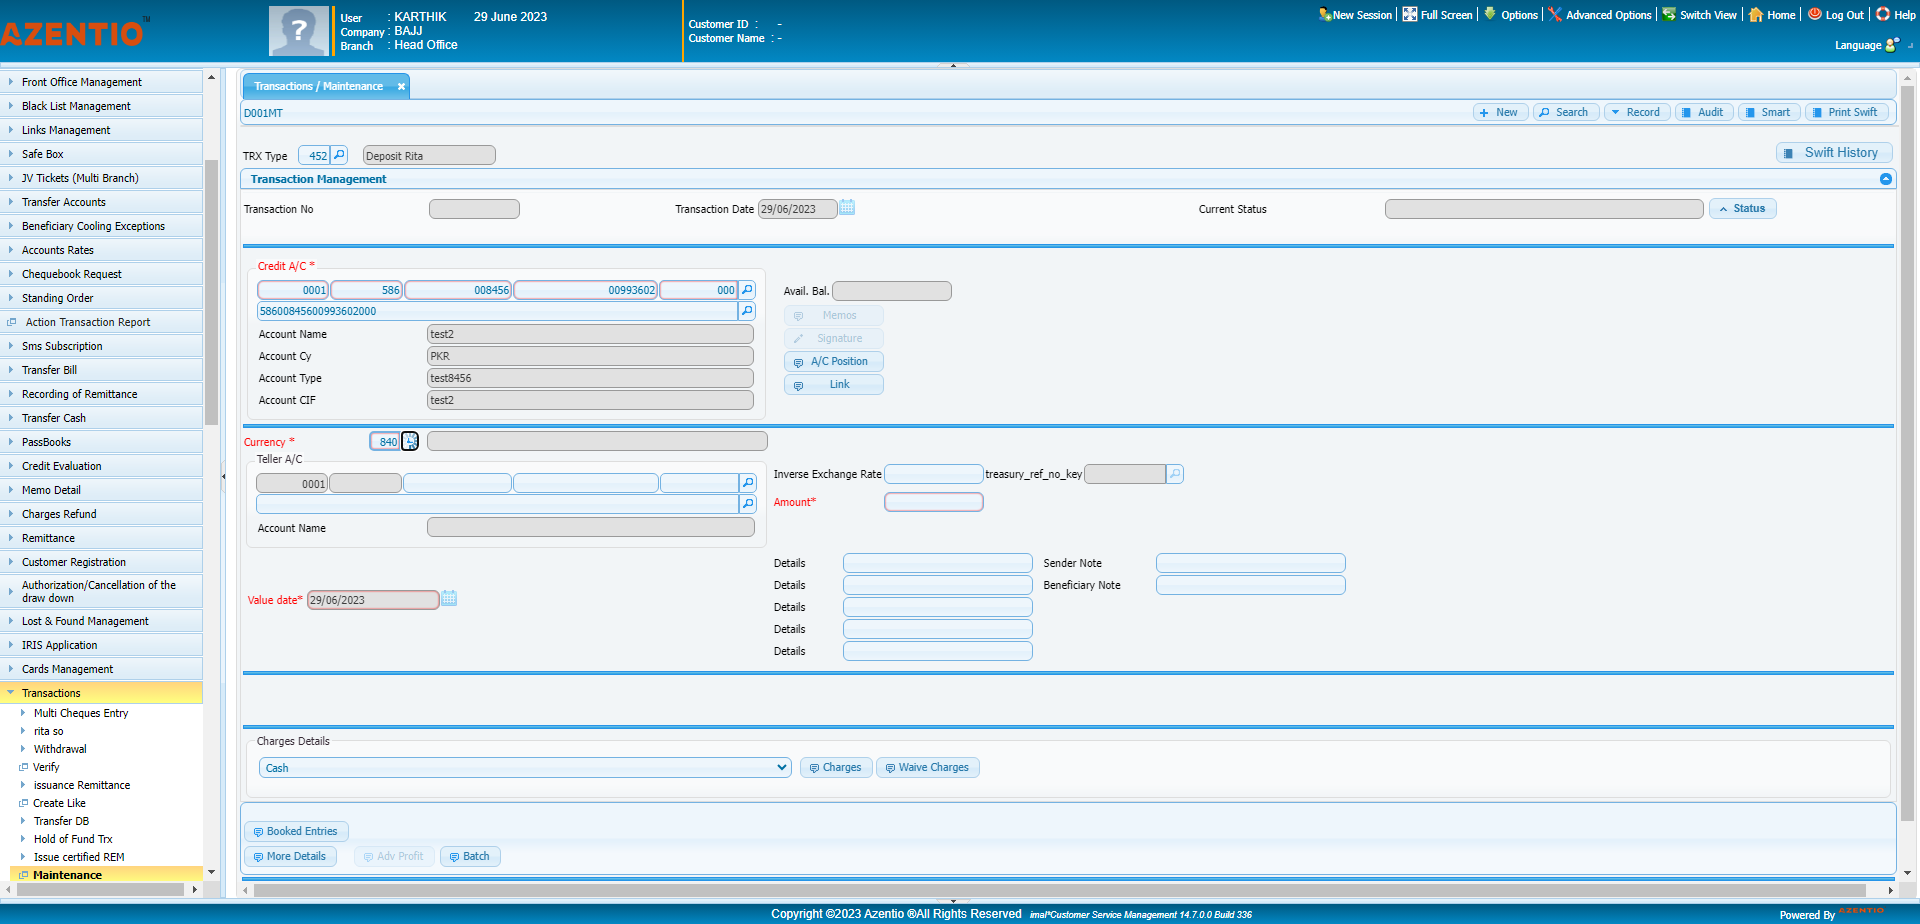 AZENTIO™
User : KARTHIK 29 June 2023
Company : BAJJ
Branch : Head Office
Customer ID : -
Customer Name : -
New Session
Full Screen
Options
Advanced Options
Switch View
Home
Log Out
Help
Language
Front Office Management
Black List Management
Links Management
Safe Box
JV Tickets (Multi Branch)
Transfer Accounts
Beneficiary Cooling Exceptions
Accounts Rates
Chequebook Request
Standing Order
Action Transaction Report
Sms Subscription
Transfer Bill
Recording of Remittance
Transfer Cash
PassBooks
Credit Evaluation
Memo Detail
Charges Refund
Remittance
Customer Registration
Authorization/Cancellation of the
draw down
Lost & Found Management
IRIS Application
Cards Management
Transactions
Multi Cheques Entry
rita so
Withdrawal
Verify
issuance Remittance
Create Like
Transfer DB
Hold of Fund Trx
Issue certified REM
Maintenance
Transactions / Maintenance
D001MT
New
Search
Record
Audit
Smart
Print Swift
TRX Type 452 Deposit Rita
Swift History
Transaction Management
Transaction No
Transaction Date 29/06/2023
Current Status
Status
Credit A/C *
0001 586 008456 00993602 000
58600845600993602000
Account Name test2
Account Cy PKR
Account Type test8456
Account CIF test2
Avail. Bal.
Memos
Signature
A/C Position
Link
Currency * 840
Teller A/C
0001
Account Name
Inverse Exchange Rate
treasury_ref_no_key
Amount*
Value date* 29/06/2023
Details
Sender Note
Details
Beneficiary Note
Details
Details
Details
Charges Details
Cash
Charges
Waive Charges
Booked Entries
More Details
Adv Profit
Batch
Copyright ©2023 Azentio ®All Rights Reserved imal*Customer Service Management 14.7.0.0 Build 336
Powered By AZENTIO